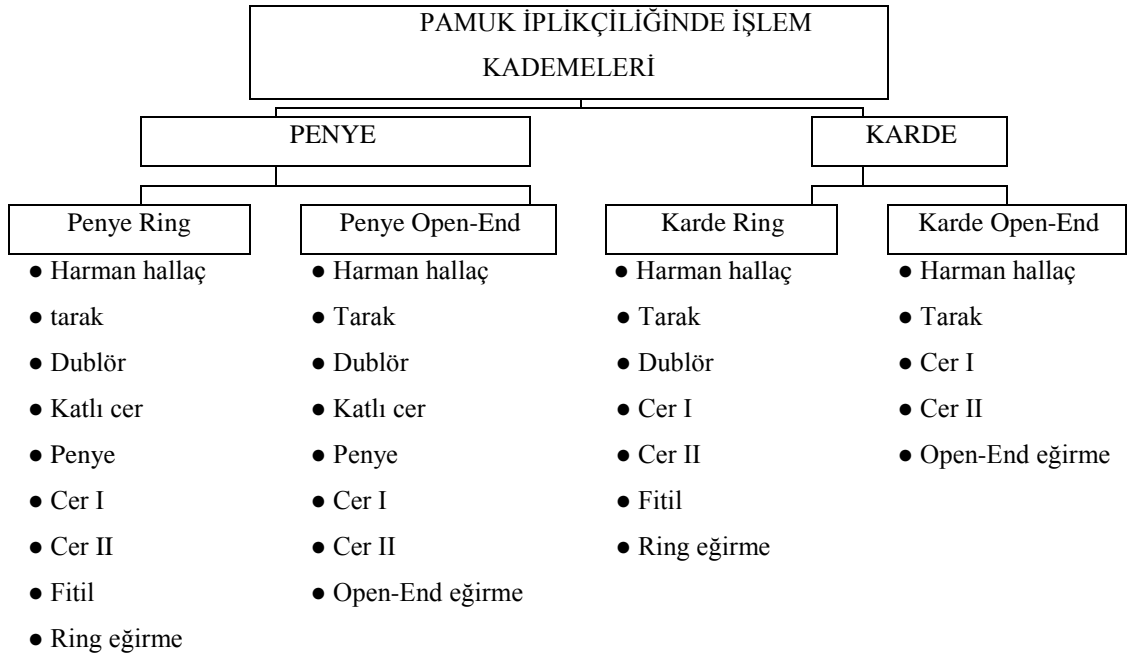 PAMUK İPLİKÇİLİĞİNDE İŞLEM
KADEMELERİ
PENYE
KARDE
Penye Ring
● Harman hallaç
● tarak
● Dublör
● Katlı cer
● Penye
● Cer I
● Cer II
● Fitil
● Ring eğirme
Penye Open-End
● Harman hallaç
● Tarak
● Dublör
● Katlı cer
● Penye
● Cer I
● Cer II
● Open-End eğirme
Karde Ring
● Harman hallaç
● Tarak
● Dublör
● Cer I
● Cer II
● Fitil
● Ring eğirme
Karde Open-End
● Harman hallaç
● Tarak
● Cer I
● Cer II
● Open-End eğirme